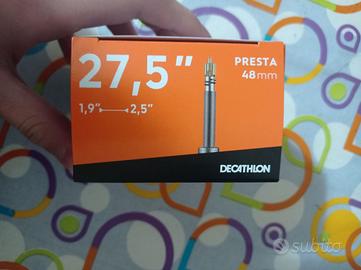 27,5"
PRESTA
48mm
1,9" 2,5"
DECATHLON
subito